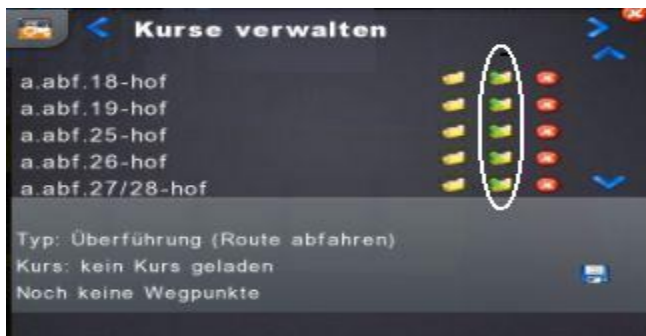 Kurse verwalten
a.abf.18-hof
a.abf.19-hof
a.abf.25-hof
a.abf.26-hof
a.abf.27/28-hof
Typ: Überführung (Route abfahren)
Kurs: kein Kurs geladen
Noch keine Wegpunkte